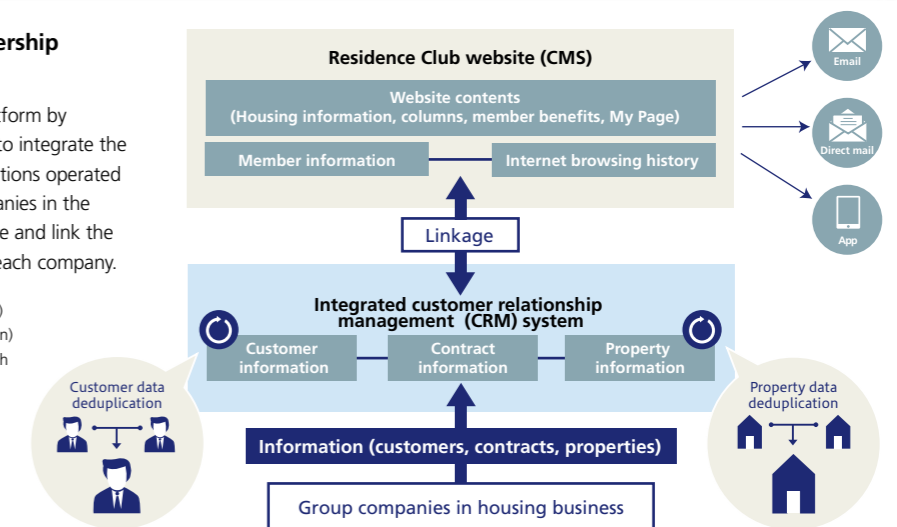 ership
tform by
to integrate the
tions operated
anies in the
e and link the
each company.
)
n)
h
Residence Club website (CMS)
Website contents
(Housing information, columns, member benefits, My Page)
Member information
Internet browsing history
Email
Direct mail
App
Linkage
Integrated customer relationship
management (CRM) system
Customer
information
Contract
information
Property
information
Customer data
deduplication
Property data
deduplication
Information (customers, contracts, properties)
Group companies in housing business